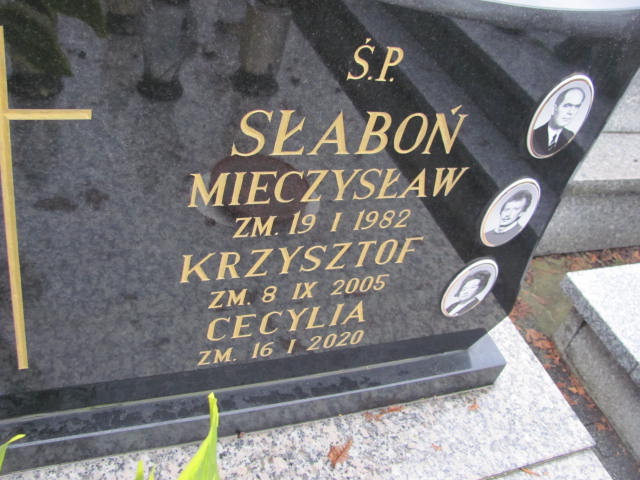 Ś.P.
SŁABOŃ
MIECZYSŁAW
ZM. 19 I 1982
KRZYSZTOF
ZM. 8 IX 2005
CECYLIA
ZM. 16 I 2020